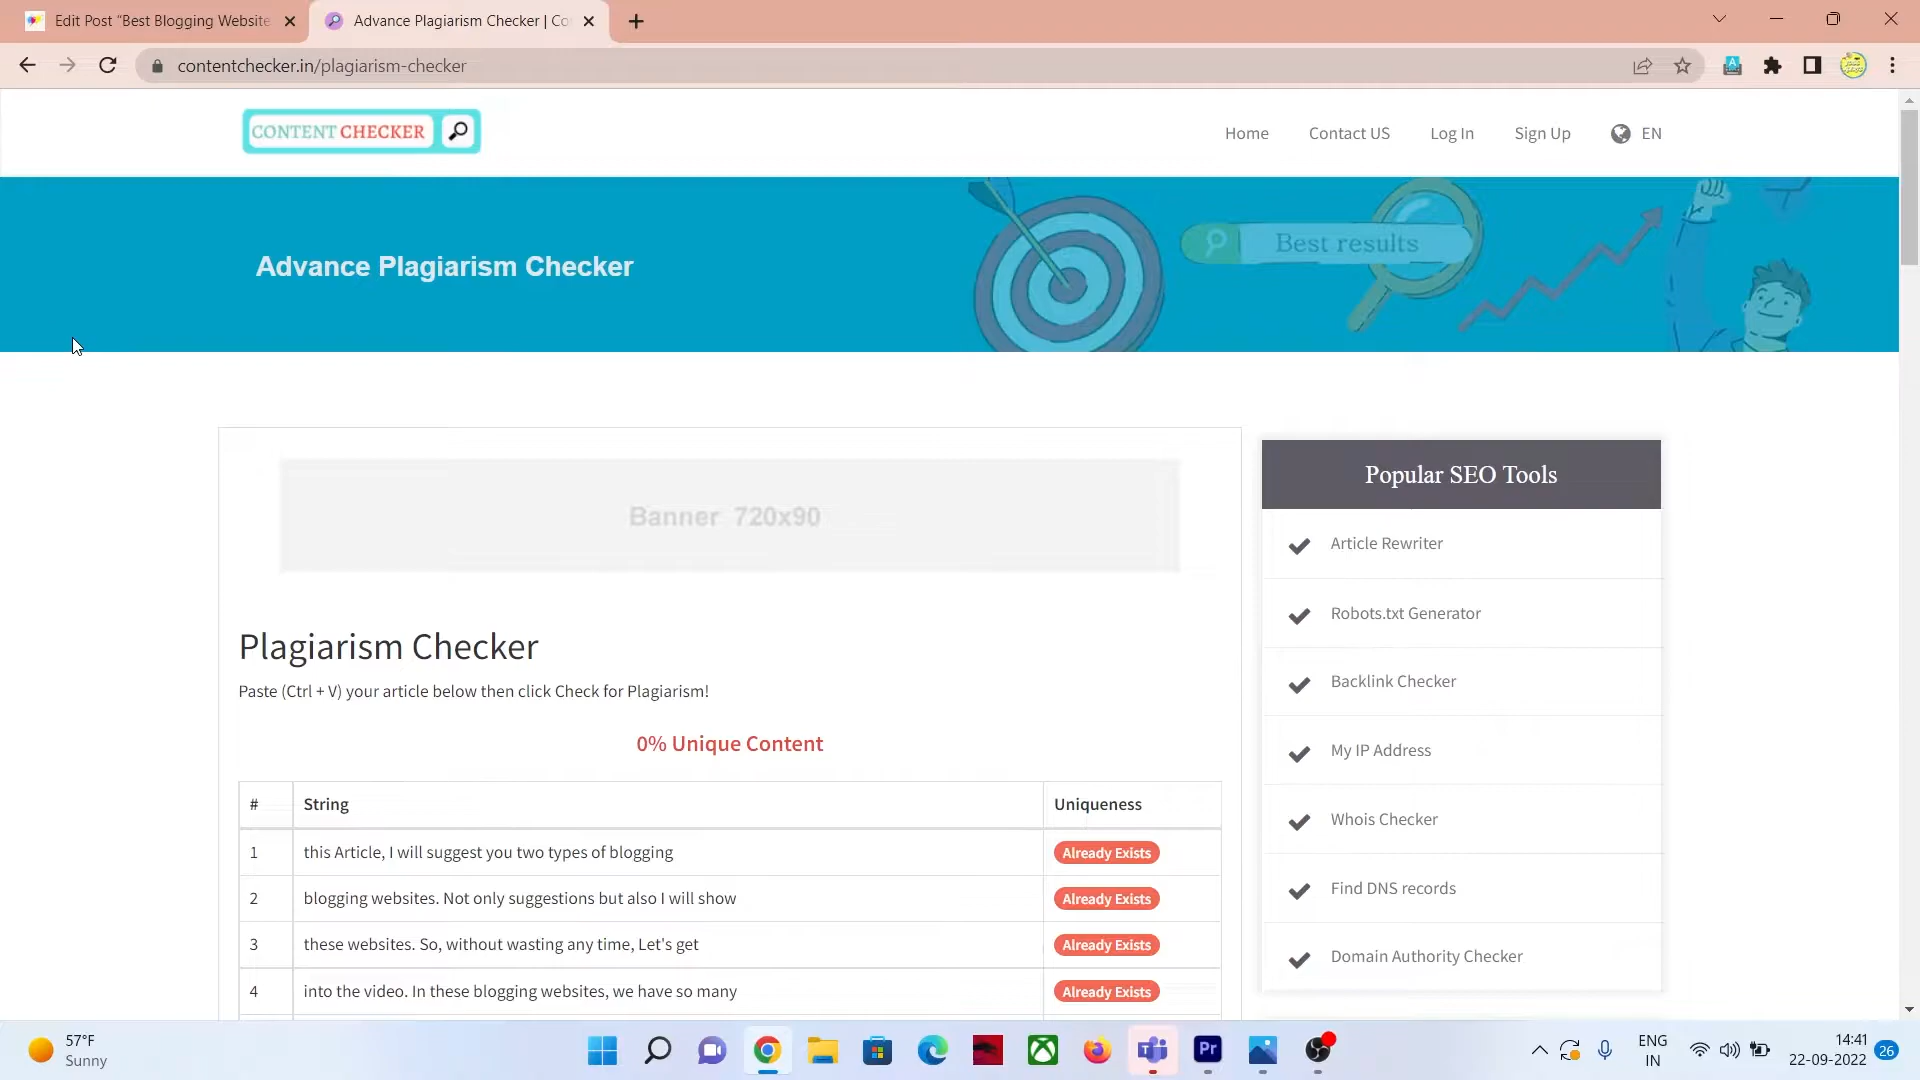 Edit Post "Best Blogging Website
Advance Plagiarism Checker | Co
contentchecker.in/plagiarism-checker
CONTENT CHECKER
Home
Contact US
Log In
Sign Up
EN
Advance Plagiarism Checker
Best results
Banner 720x90
Plagiarism Checker
Paste (Ctrl + V) your article below then click Check for Plagiarism!
0% Unique Content
# String Uniqueness
1 this Article, I will suggest you two types of blogging Already Exists
2 blogging websites. Not only suggestions but also I will show Already Exists
3 these websites. So, without wasting any time, Let's get Already Exists
4 into the video. In these blogging websites, we have so many Already Exists
Popular SEO Tools
Article Rewriter
Robots.txt Generator
Backlink Checker
My IP Address
Whois Checker
Find DNS records
Domain Authority Checker
57°F
Sunny
Pr
ENG
IN
14:41
22-09-2022
26